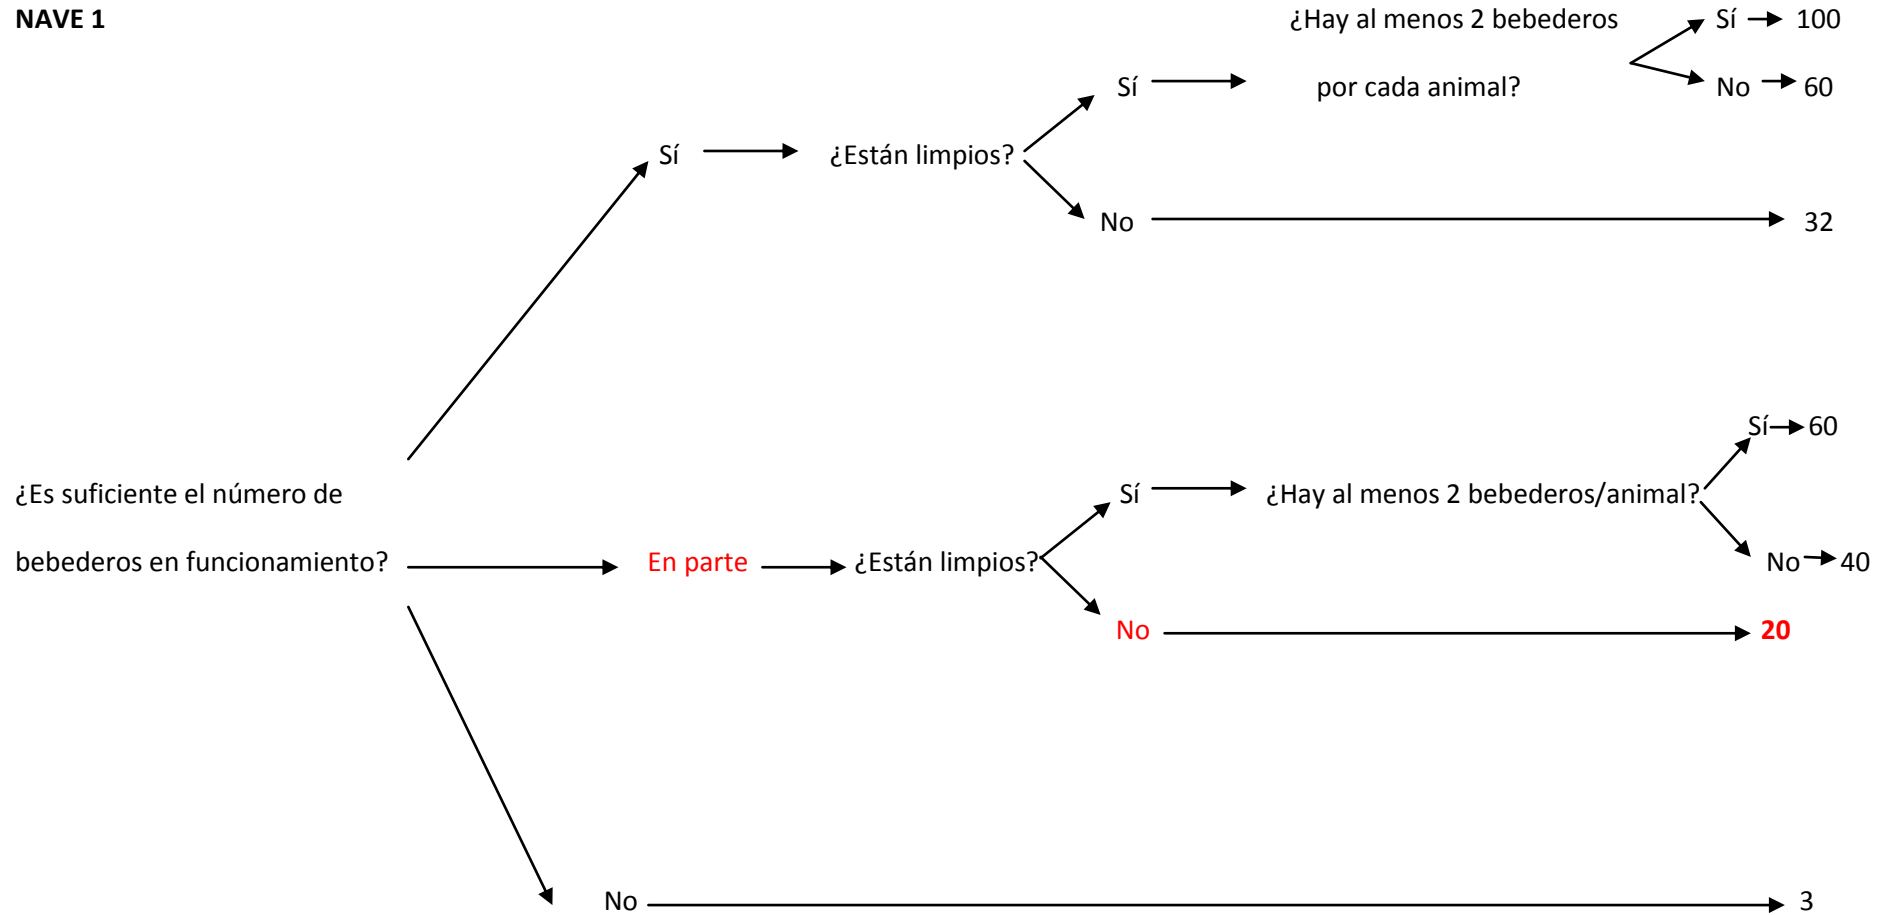 NAVE 1
¿Hay al menos 2 bebederos
por cada animal?
Sí
100
No
60
Sí
Sí
¿Están limpios?
No
32
¿Es suficiente el número de
bebederos en funcionamiento?
En parte
¿Están limpios?
Sí
¿Hay al menos 2 bebederos/animal?
Sí
60
No
40
No
20
No
3